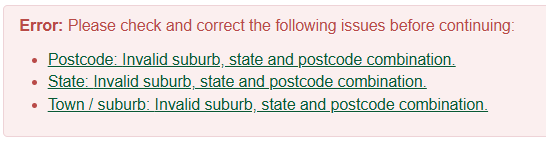 Error: Please check and correct the following issues before continuing:
Postcode: Invalid suburb, state and postcode combination.
State: Invalid suburb, state and postcode combination.
Town / suburb: Invalid suburb, state and postcode combination.